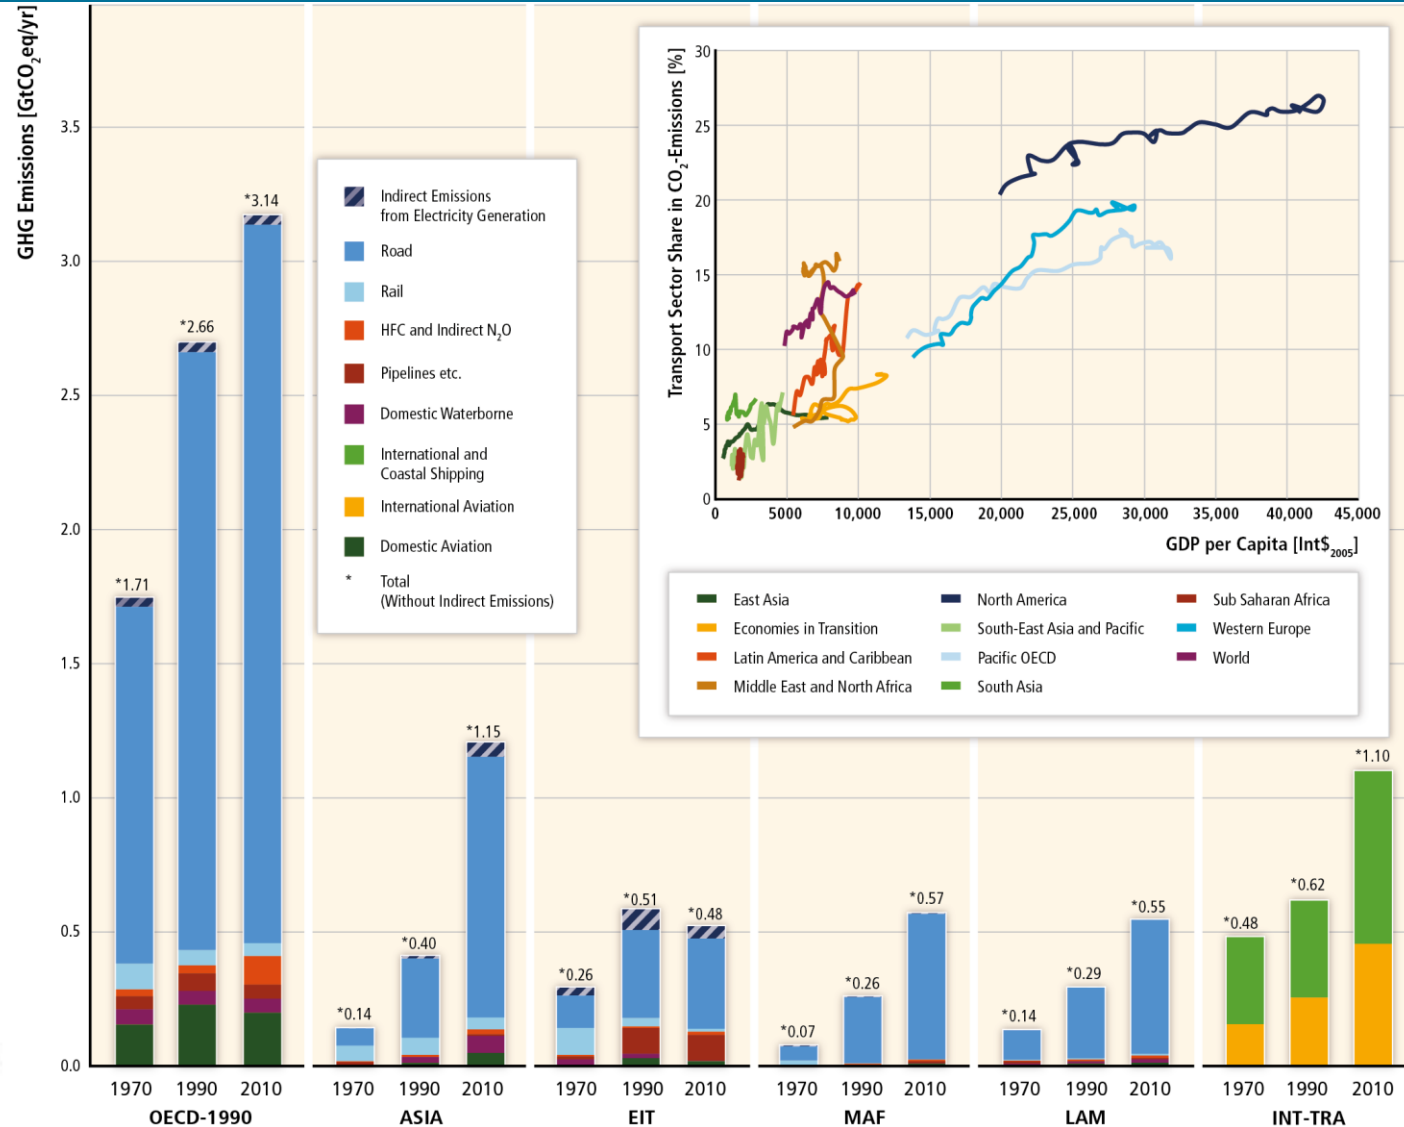 GHG Emissions [GtCO2eq/yr]
3.5
3.0
2.5
2.0
1.5
1.0
0.5
0.0
*1.71
*2.66
*3.14
1970 1990 2010
OECD-1990
*0.14
*0.40
*1.15
1970 1990 2010
ASIA
*0.26
*0.51
*0.48
1970 1990 2010
EIT
*0.07
*0.26
*0.57
1970 1990 2010
MAF
*0.14
*0.29
*0.55
1970 1990 2010
LAM
*0.48
*0.62
*1.10
1970 1990 2010
INT-TRA
Indirect Emissions
from Electricity Generation
Road
Rail
HFC and Indirect N2O
Pipelines etc.
Domestic Waterborne
International and
Coastal Shipping
International Aviation
Domestic Aviation
* Total
(Without Indirect Emissions)
Transport Sector Share in CO2-Emissions [%]
30
25
20
15
10
5
0
0 5000 10,000 15,000 20,000 25,000 30,000 35,000 40,000 45,000
GDP per Capita [Int$2005]
East Asia
Economies in Transition
Latin America and Caribbean
Middle East and North Africa
North America
South-East Asia and Pacific
Pacific OECD
South Asia
Sub Saharan Africa
Western Europe
World